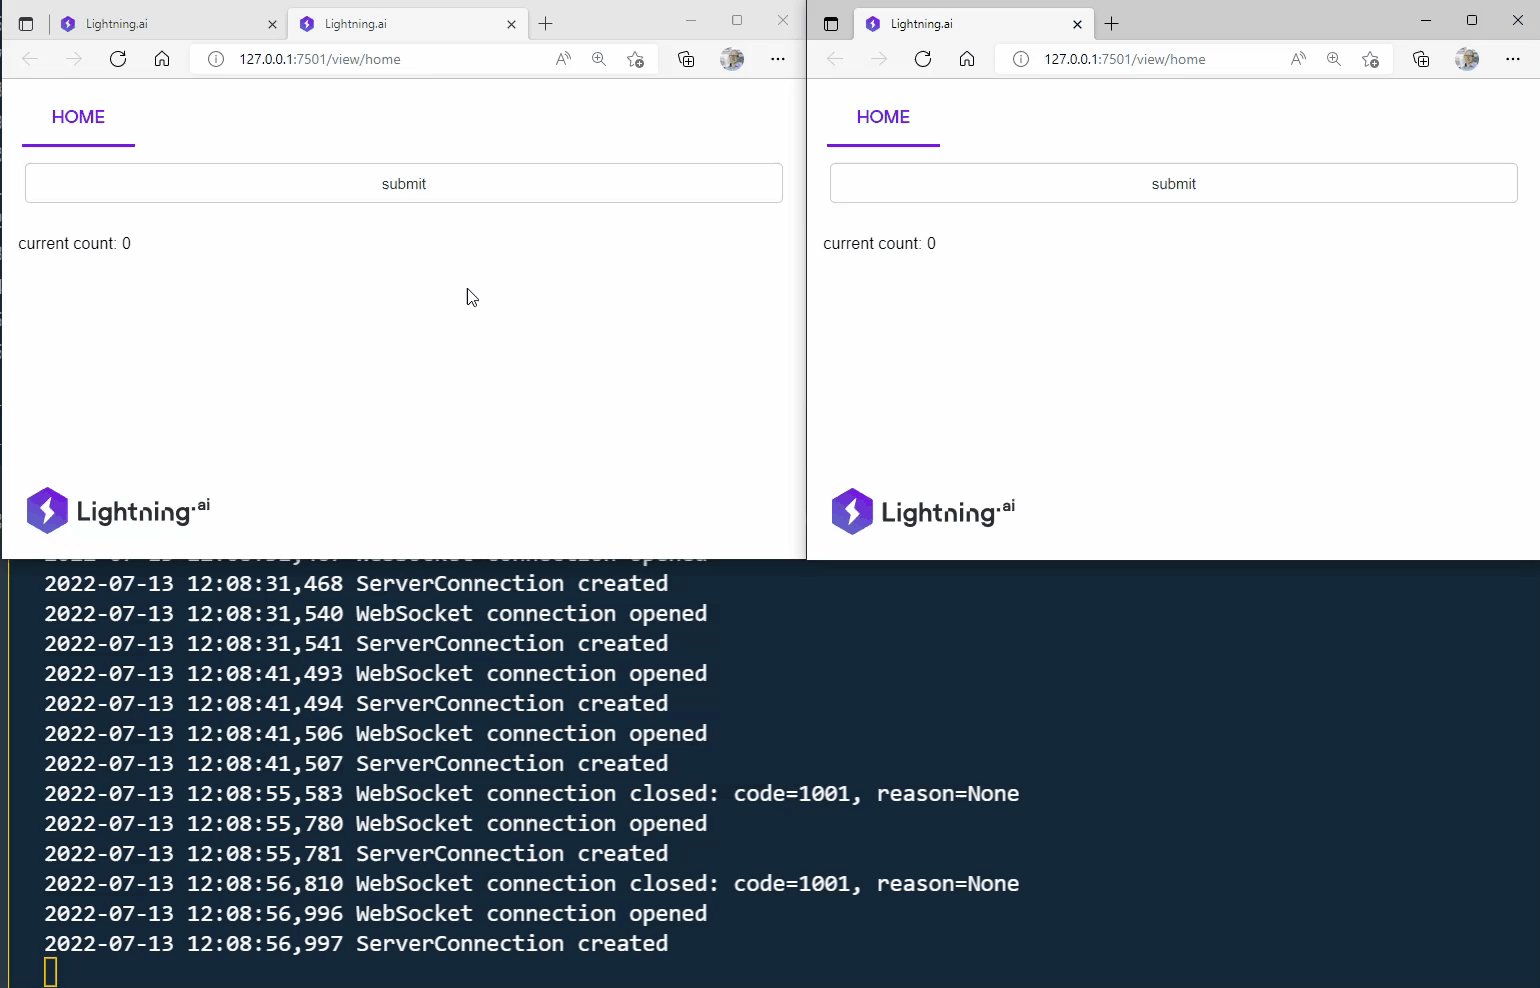 Lightning.ai
Lightning.ai
127.0.0.1:7501/view/home
HOME
submit
current count: 0
Lightning.ai
Lightning.ai
127.0.0.1:7501/view/home
HOME
submit
current count: 0
Lightning.ai
2022-07-13 12:08:31,468 ServerConnection created
2022-07-13 12:08:31,540 WebSocket connection opened
2022-07-13 12:08:31,541 ServerConnection created
2022-07-13 12:08:41,493 WebSocket connection opened
2022-07-13 12:08:41,494 ServerConnection created
2022-07-13 12:08:41,506 WebSocket connection opened
2022-07-13 12:08:41,507 ServerConnection created
2022-07-13 12:08:55,583 WebSocket connection closed: code=1001, reason=None
2022-07-13 12:08:55,780 WebSocket connection opened
2022-07-13 12:08:55,781 ServerConnection created
2022-07-13 12:08:56,810 WebSocket connection closed: code=1001, reason=None
2022-07-13 12:08:56,996 WebSocket connection opened
2022-07-13 12:08:56,997 ServerConnection created